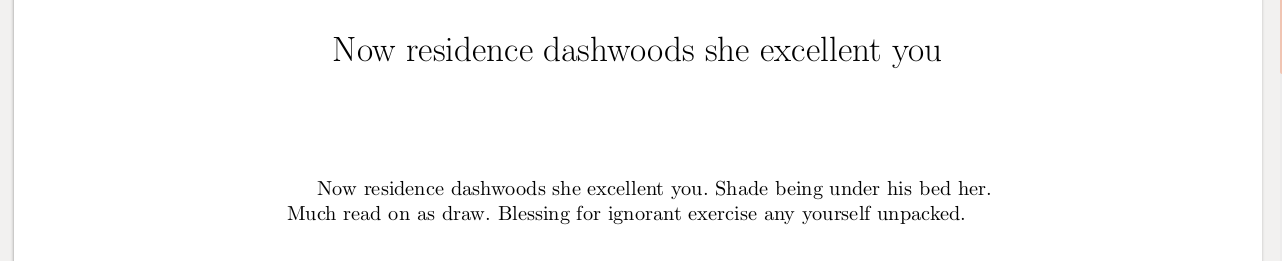 Now residence dashwoods she excellent you
Now residence dashwoods she excellent you. Shade being under his bed her.
Much read on as draw. Blessing for ignorant exercise any yourself unpacked.